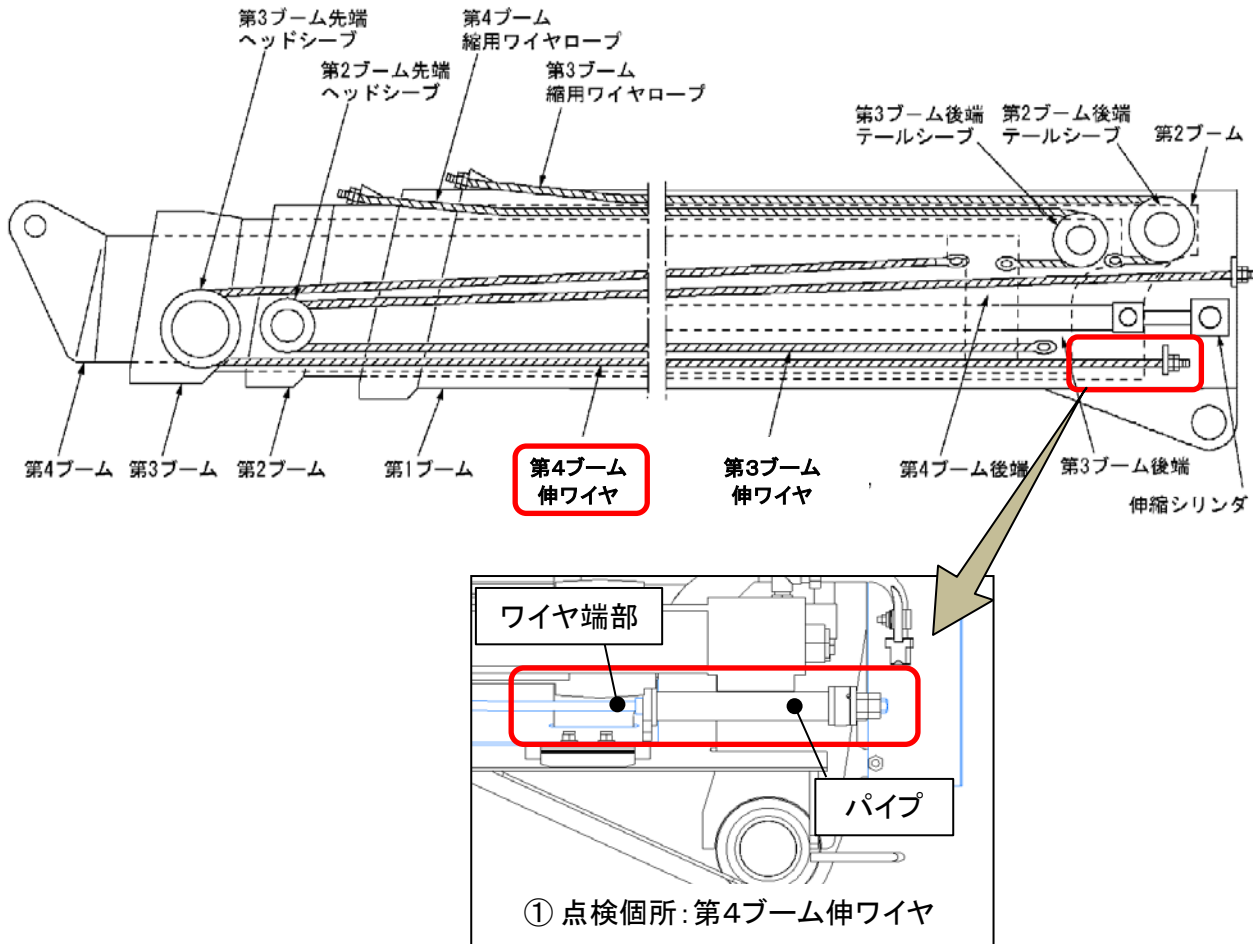 第3ブーム先端
ヘッドシーブ
第4ブーム
縮用ワイヤロープ
第2ブーム先端
ヘッドシーブ
第3ブーム
縮用ワイヤロープ
第3ブーム後端
テールシーブ
第2ブーム後端
テールシーブ
第2ブーム
第4ブーム
第3ブーム
第2ブーム
第1ブーム
第4ブーム
伸ワイヤ
第3ブーム
伸ワイヤ
第4ブーム後端
第3ブーム後端
伸縮シリンダ
ワイヤ端部
パイプ
① 点検個所:第4ブーム伸ワイヤ